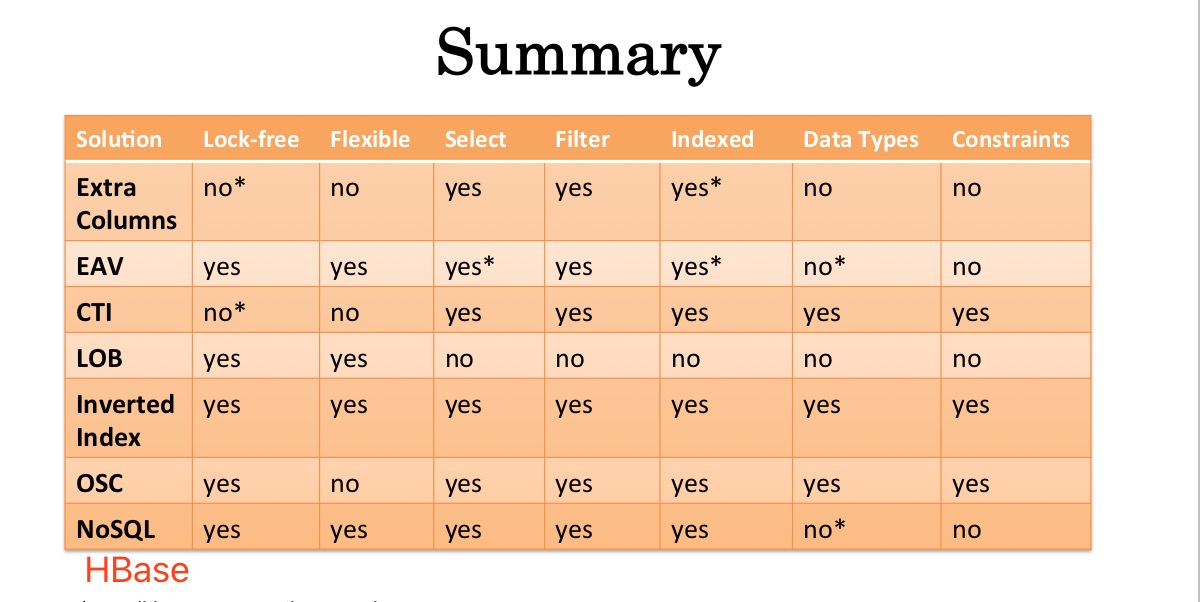 Summary
Solution Lock-free Flexible Select Filter Indexed Data Types Constraints
Extra Columns no* no yes yes yes* no no
EAV yes yes yes* yes yes* no* no
CTI no* no yes yes yes yes yes
LOB yes yes no no no no no
Inverted Index yes yes yes yes yes yes yes
OSC yes no yes yes yes yes yes
NoSQL yes yes yes yes yes no* no
HBase